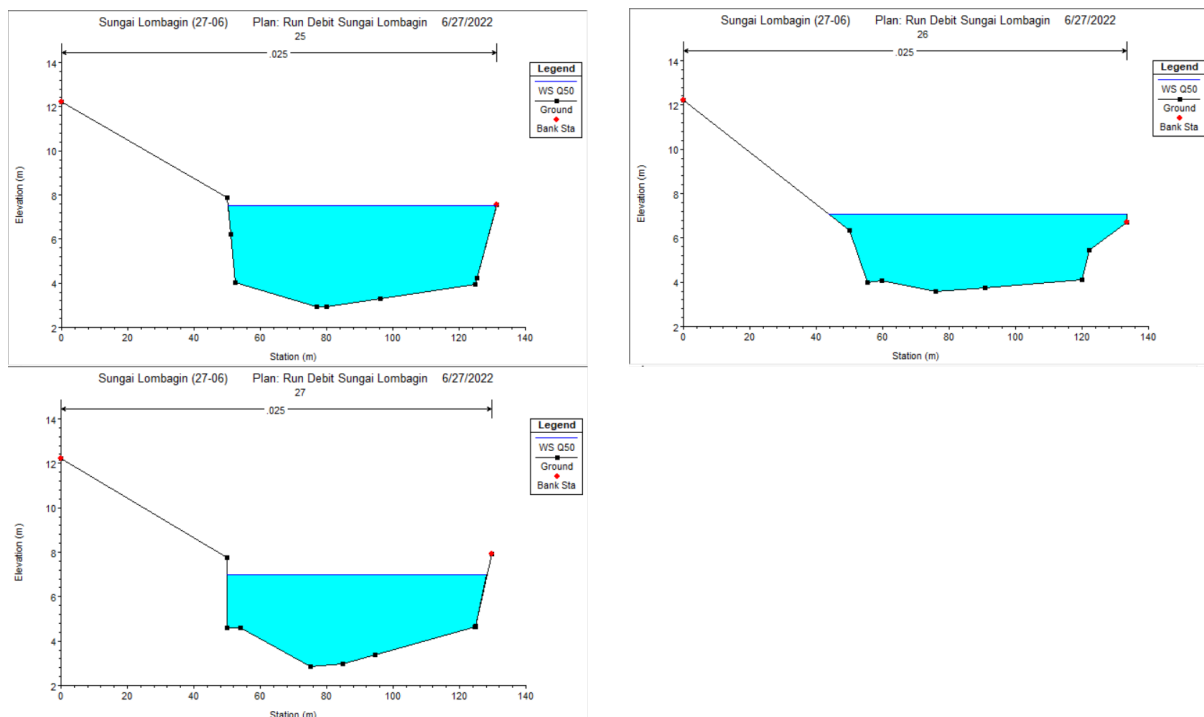 Sungai Lombagin (27-06) Plan: Run Debit Sungai Lombagin 6/27/2022
25
.025
Legend
WS Q50
Ground
Bank Sta
Elevation (m)
14
12
10
8
6
4
2
0 20 40 60 80 100 120 140
Station (m)
Sungai Lombagin (27-06) Plan: Run Debit Sungai Lombagin 6/27/2022
26
.025
Legend
WS Q50
Ground
Bank Sta
Elevation (m)
14
12
10
8
6
4
2
0 20 40 60 80 100 120 140
Station (m)
Sungai Lombagin (27-06) Plan: Run Debit Sungai Lombagin 6/27/2022
27
.025
Legend
WS Q50
Ground
Bank Sta
Elevation (m)
14
12
10
8
6
4
2
0 20 40 60 80 100 120 140
Station (m)